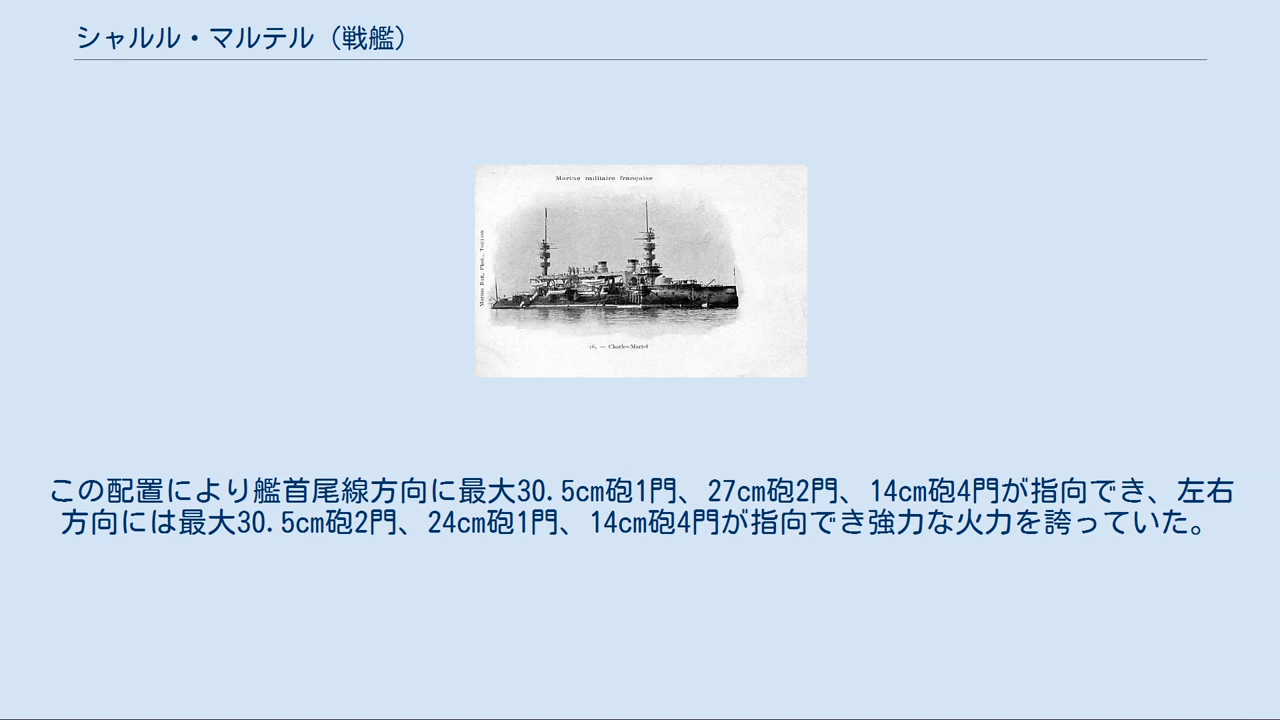 シャルル・マルテル（戦艦）
Marine militaire française
Marius Bar, Phot., TOULON
16. — Charles-Martel
この配置により艦首尾線方向に最大30.5cm砲1門、27cm砲2門、14cm砲4門が指向でき、左右
方向には最大30.5cm砲2門、24cm砲1門、14cm砲4門が指向でき強力な火力を誇っていた。